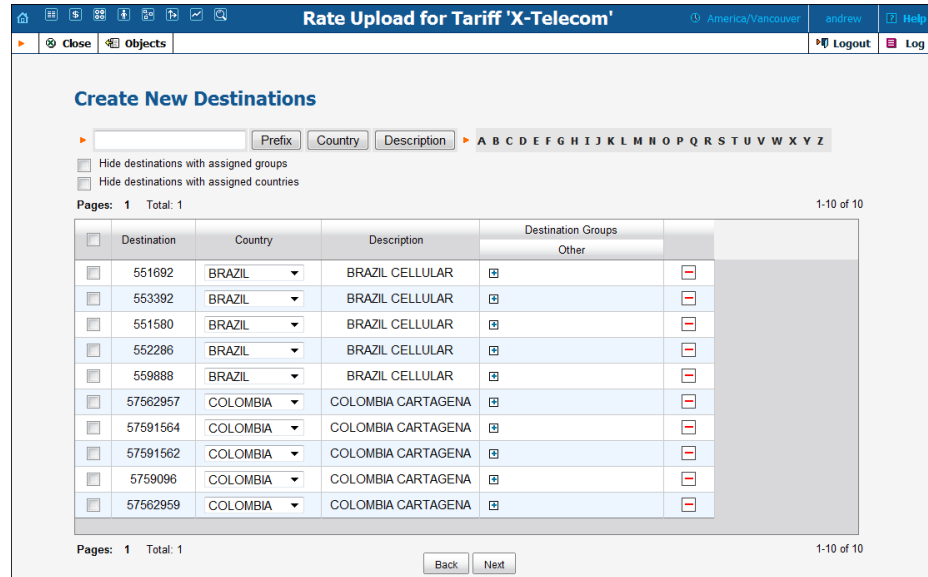 Rate Upload for Tariff 'X-Telecom' America/Vancouver andrew ? Help
Close Objects Logout Log
Create New Destinations
Prefix Country Description A B C D E F G H I J K L M N O P Q R S T U V W X Y Z
Hide destinations with assigned groups
Hide destinations with assigned countries
Pages: 1 Total: 1 1-10 of 10
Destination Country Description Destination Groups
Other
551692 BRAZIL BRAZIL CELLULAR
553392 BRAZIL BRAZIL CELLULAR
551580 BRAZIL BRAZIL CELLULAR
552286 BRAZIL BRAZIL CELLULAR
559888 BRAZIL BRAZIL CELLULAR
57562957 COLOMBIA COLOMBIA CARTAGENA
57591564 COLOMBIA COLOMBIA CARTAGENA
57591562 COLOMBIA COLOMBIA CARTAGENA
5759096 COLOMBIA COLOMBIA CARTAGENA
57562959 COLOMBIA COLOMBIA CARTAGENA
Pages: 1 Total: 1 1-10 of 10
Back Next